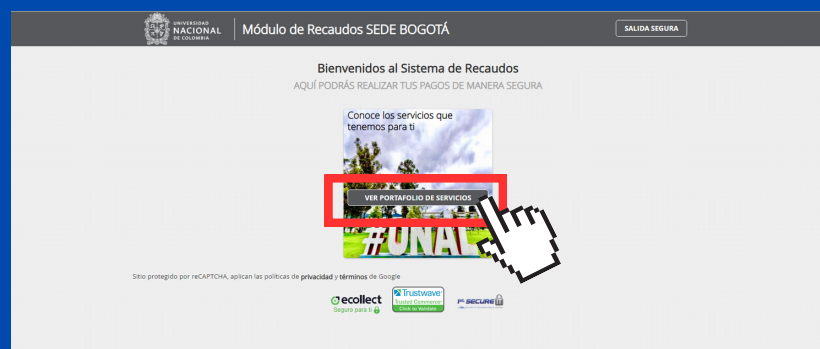 UNIVERSIDAD
NACIONAL
DE COLOMBIA
Módulo de Recaudos SEDE BOGOTÁ
SALIDA SEGURA
Bienvenidos al Sistema de Recaudos
AQUÍ PODRÁS REALIZAR TUS PAGOS DE MANERA SEGURA
Conoce los servicios que
tenemos para ti
VER PORTAFOLIO DE SERVICIOS
#UNAL
Sitio protegido por reCAPTCHA, aplican las políticas de privacidad y términos de Google
ecollect
Seguro para ti
Trustwave
Trusted Commerce
Click to Validate
SECURE